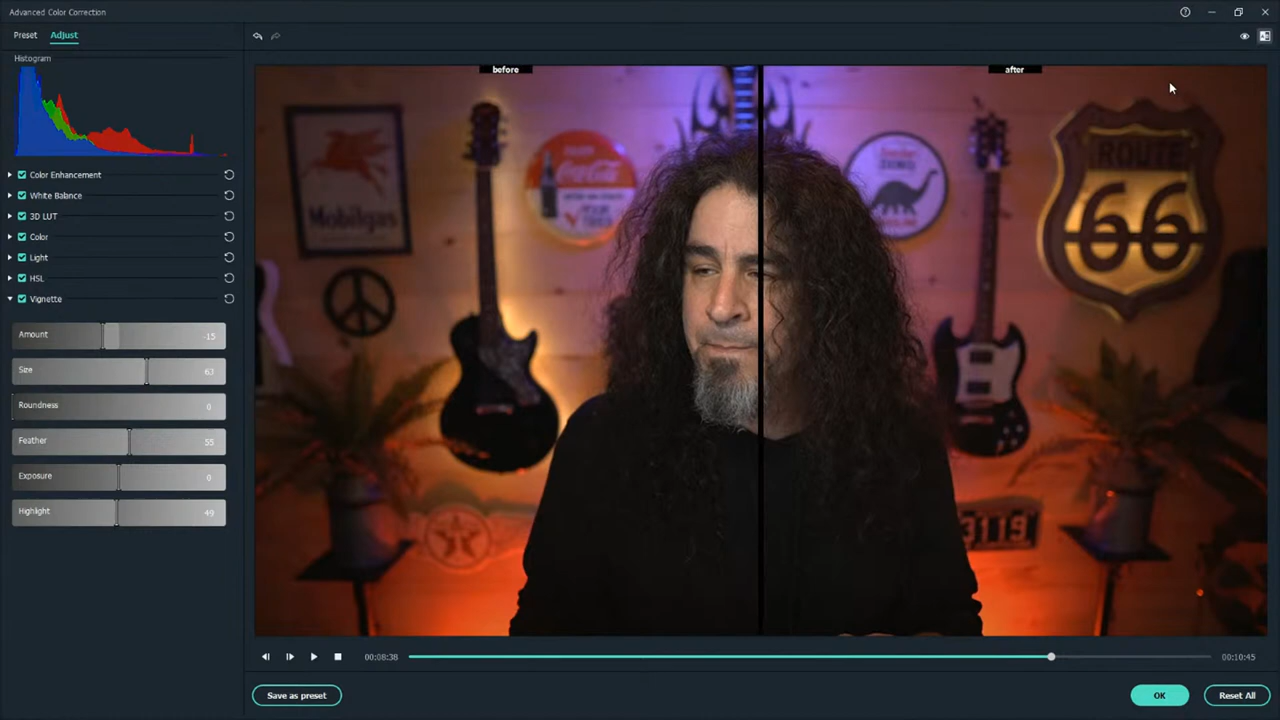 Advanced Color Correction
Preset
Adjust
Histogram
Color Enhancement
White Balance
3D LUT
Color
Light
HSL
Vignette
Amount
-15
Size
63
Roundness
0
Feather
55
Exposure
0
Highlight
49
before
after
Mobilgas
Coca-Cola
DINO
ROUTE
66
3119
00:08:38
00:10:45
Save as preset
OK
Reset All